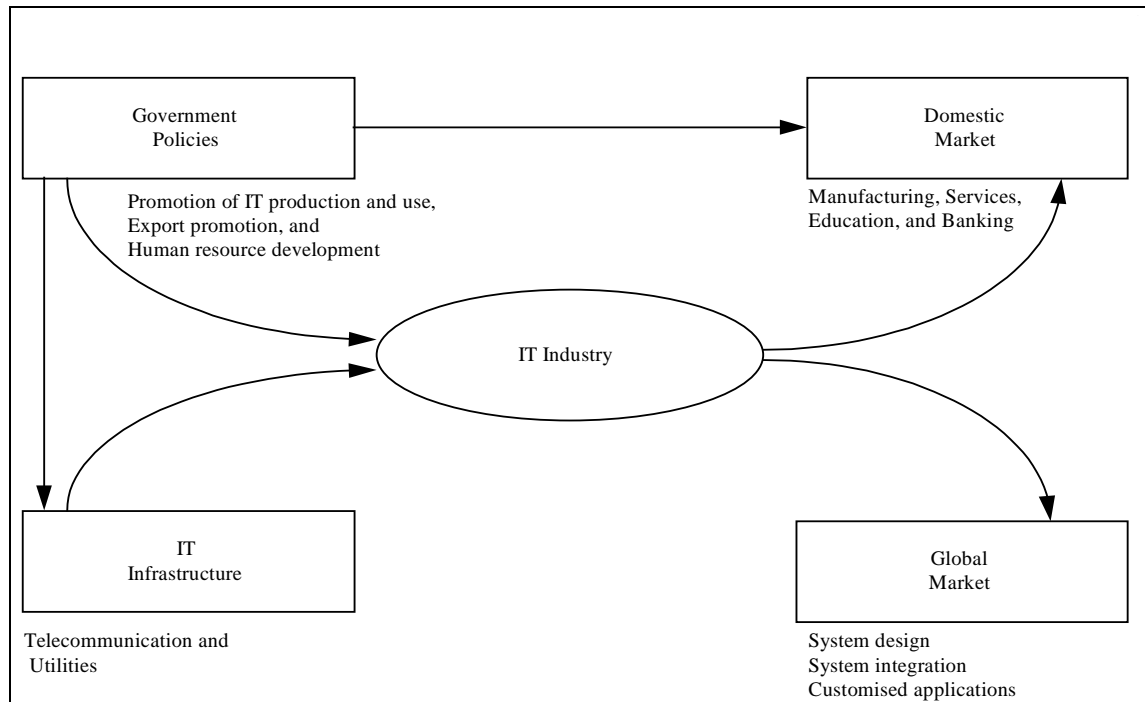 Government
Policies
Domestic
Market
Promotion of IT production and use,
Export promotion, and
Human resource development
Manufacturing, Services,
Education, and Banking
IT Industry
IT
Infrastructure
Global
Market
Telecommunication and
Utilities
System design
System integration
Customised applications